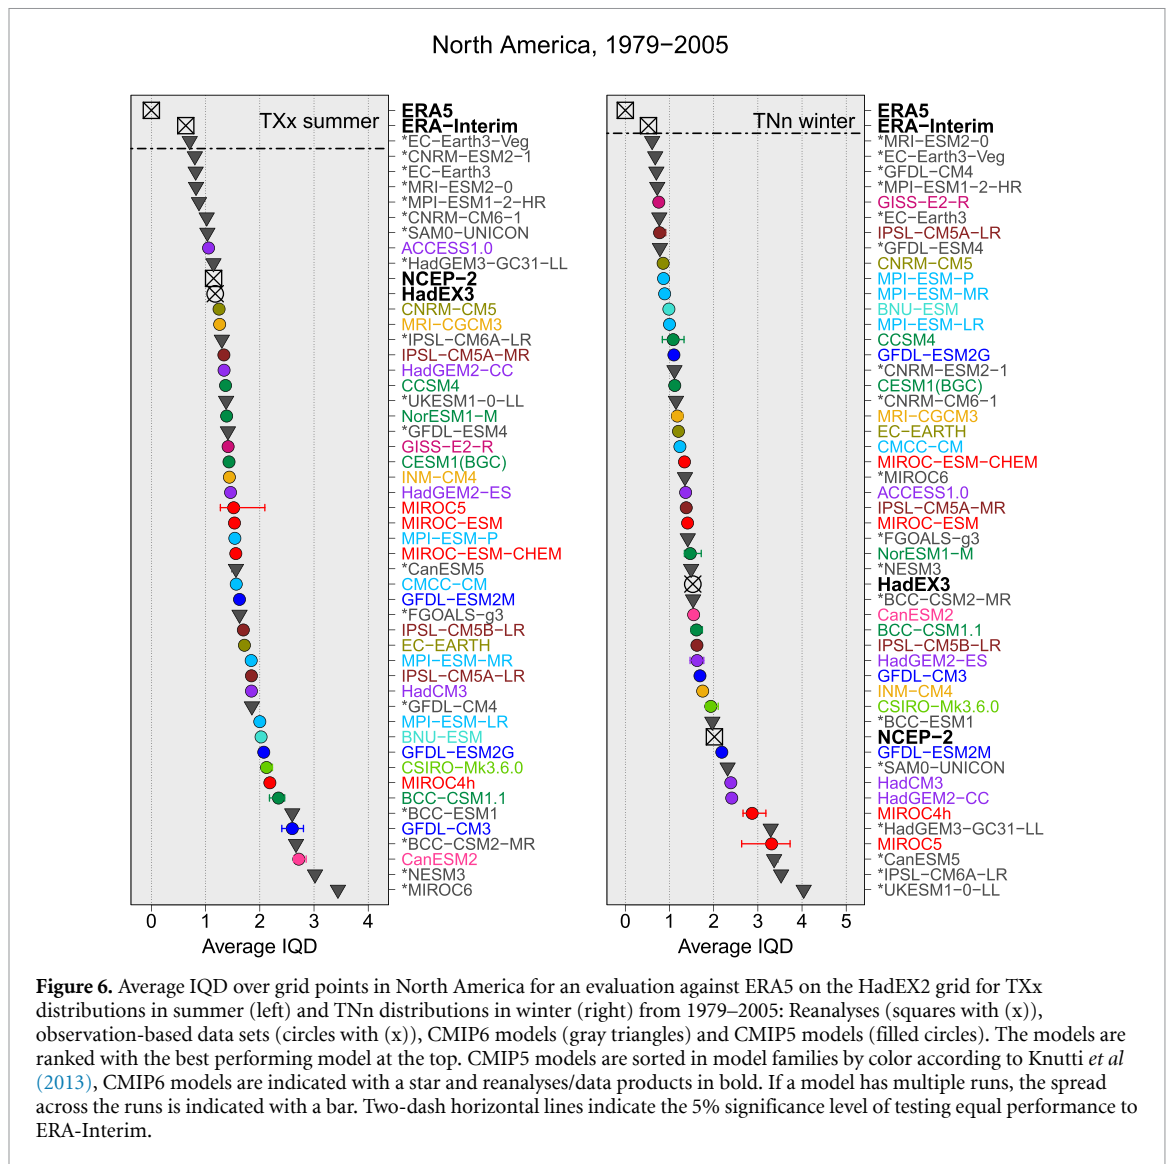 North America, 1979−2005
TXx summer
ERA5
ERA−Interim
*EC−Earth3−Veg
*CNRM−ESM2−1
*EC−Earth3
*MRI−ESM2−0
*MPI−ESM1−2−HR
*CNRM−CM6−1
*SAM0−UNICON
ACCESS1.0
*HadGEM3−GC31−LL
NCEP−2
HadEX3
CNRM−CM5
MRI−CGCM3
*IPSL−CM6A−LR
IPSL−CM5A−MR
HadGEM2−CC
CCSM4
*UKESM1−0−LL
NorESM1−M
*GFDL−ESM4
GISS−E2−R
CESM1(BGC)
INM−CM4
HadGEM2−ES
MIROC5
MIROC−ESM
MPI−ESM−P
MIROC−ESM−CHEM
*CanESM5
CMCC−CM
GFDL−ESM2M
*FGOALS−g3
IPSL−CM5B−LR
EC−EARTH
MPI−ESM−MR
IPSL−CM5A−LR
HadCM3
*GFDL−CM4
MPI−ESM−LR
BNU−ESM
GFDL−ESM2G
CSIRO−Mk3.6.0
MIROC4h
BCC−CSM1.1
*BCC−ESM1
GFDL−CM3
*BCC−CSM2−MR
CanESM2
*NESM3
*MIROC6
0 1 2 3 4
Average IQD
TNn winter
ERA5
ERA−Interim
*MRI−ESM2−0
*EC−Earth3−Veg
*GFDL−CM4
*MPI−ESM1−2−HR
GISS−E2−R
*EC−Earth3
IPSL−CM5A−LR
*GFDL−ESM4
CNRM−CM5
MPI−ESM−P
MPI−ESM−MR
BNU−ESM
MPI−ESM−LR
CCSM4
GFDL−ESM2G
*CNRM−ESM2−1
CESM1(BGC)
*CNRM−CM6−1
MRI−CGCM3
EC−EARTH
CMCC−CM
MIROC−ESM−CHEM
*MIROC6
ACCESS1.0
IPSL−CM5A−MR
MIROC−ESM
*FGOALS−g3
NorESM1−M
*NESM3
HadEX3
*BCC−CSM2−MR
CanESM2
BCC−CSM1.1
IPSL−CM5B−LR
HadGEM2−ES
GFDL−CM3
INM−CM4
CSIRO−Mk3.6.0
*BCC−ESM1
NCEP−2
GFDL−ESM2M
*SAM0−UNICON
HadCM3
HadGEM2−CC
MIROC4h
*HadGEM3−GC31−LL
MIROC5
*CanESM5
*IPSL−CM6A−LR
*UKESM1−0−LL
0 1 2 3 4 5
Average IQD
Figure 6. Average IQD over grid points in North America for an evaluation against ERA5 on the HadEX2 grid for TXx
distributions in summer (left) and TNn distributions in winter (right) from 1979–2005: Reanalyses (squares with (x)),
observation-based data sets (circles with (x)), CMIP6 models (gray triangles) and CMIP5 models (filled circles). The models are
ranked with the best performing model at the top. CMIP5 models are sorted in model families by color according to Knutti et al
(2013), CMIP6 models are indicated with a star and reanalyses/data products in bold. If a model has multiple runs, the spread
across the runs is indicated with a bar. Two-dash horizontal lines indicate the 5% significance level of testing equal performance to
ERA-Interim.